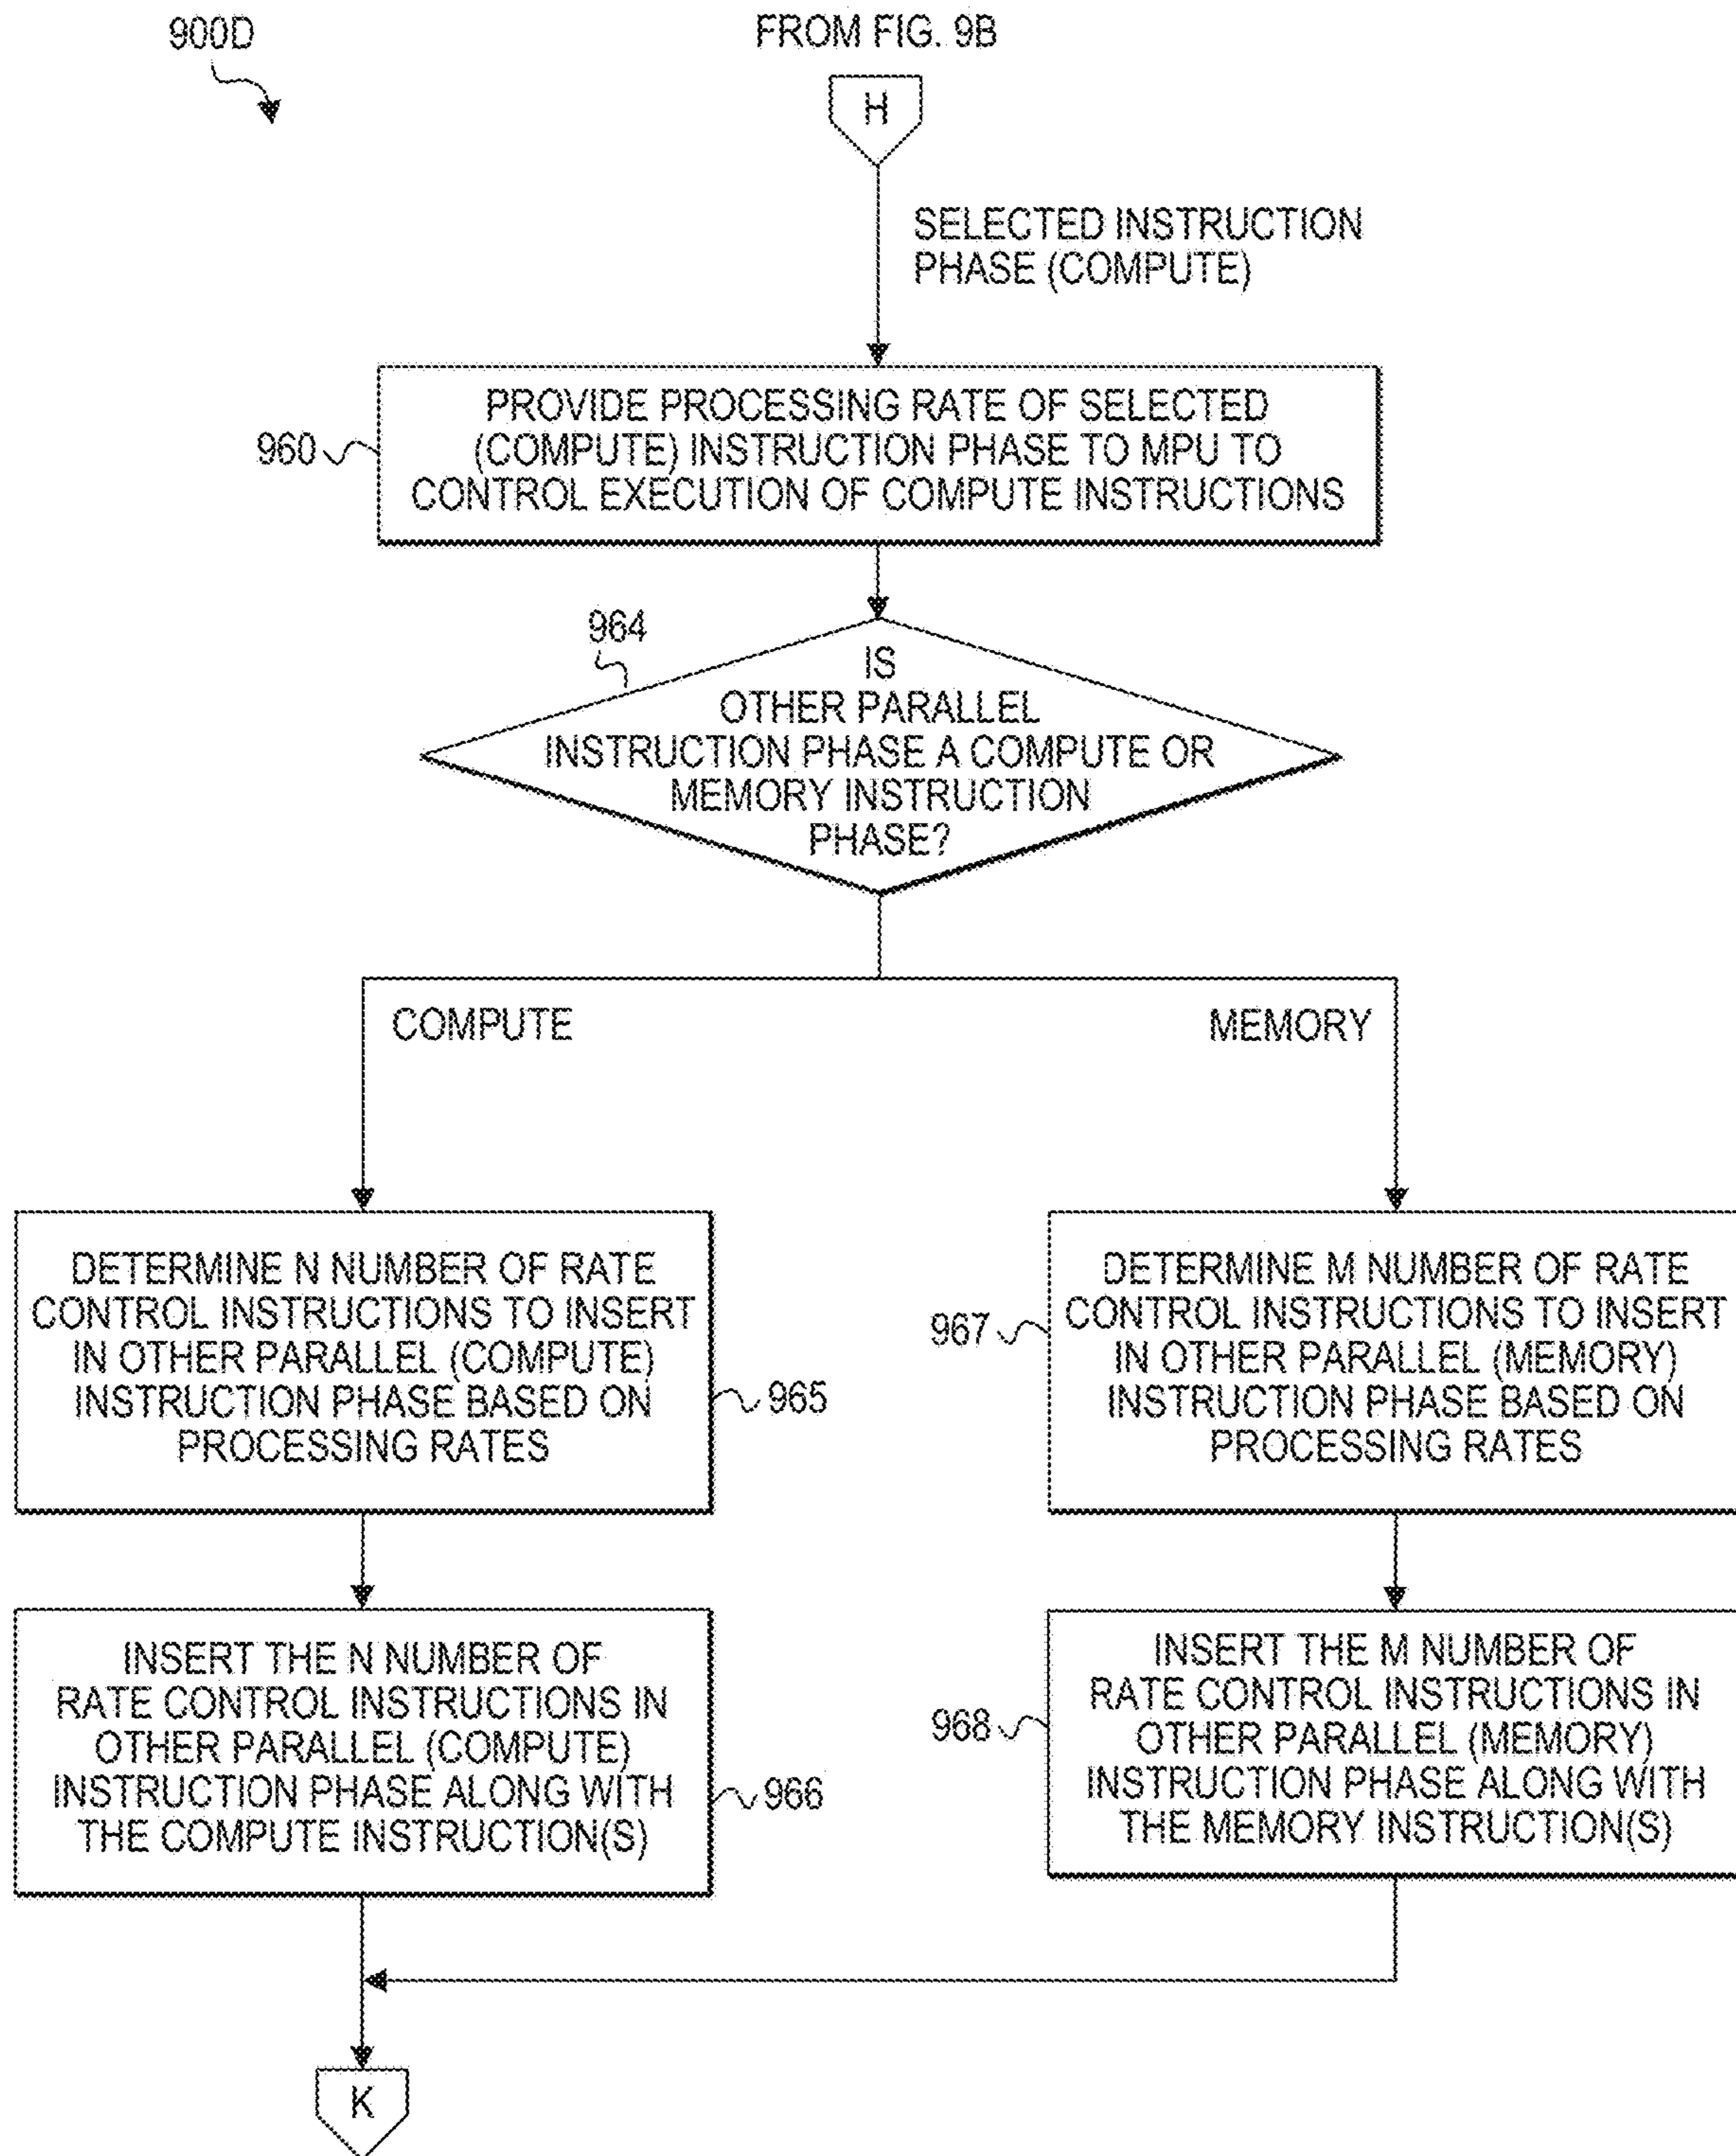 900D
FROM FIG. 9B
H
SELECTED INSTRUCTION
PHASE (COMPUTE)
960
PROVIDE PROCESSING RATE OF SELECTED
(COMPUTE) INSTRUCTION PHASE TO MPU TO
CONTROL EXECUTION OF COMPUTE INSTRUCTIONS
964
IS
OTHER PARALLEL
INSTRUCTION PHASE A COMPUTE OR
MEMORY INSTRUCTION
PHASE?
COMPUTE
MEMORY
DETERMINE N NUMBER OF RATE
CONTROL INSTRUCTIONS TO INSERT
IN OTHER PARALLEL (COMPUTE)
INSTRUCTION PHASE BASED ON
PROCESSING RATES
965
967
DETERMINE M NUMBER OF RATE
CONTROL INSTRUCTIONS TO INSERT
IN OTHER PARALLEL (MEMORY)
INSTRUCTION PHASE BASED ON
PROCESSING RATES
INSERT THE N NUMBER OF
RATE CONTROL INSTRUCTIONS IN
OTHER PARALLEL (COMPUTE)
INSTRUCTION PHASE ALONG WITH
THE COMPUTE INSTRUCTION(S)
966
968
INSERT THE M NUMBER OF
RATE CONTROL INSTRUCTIONS IN
OTHER PARALLEL (MEMORY)
INSTRUCTION PHASE ALONG WITH
THE MEMORY INSTRUCTION(S)
K